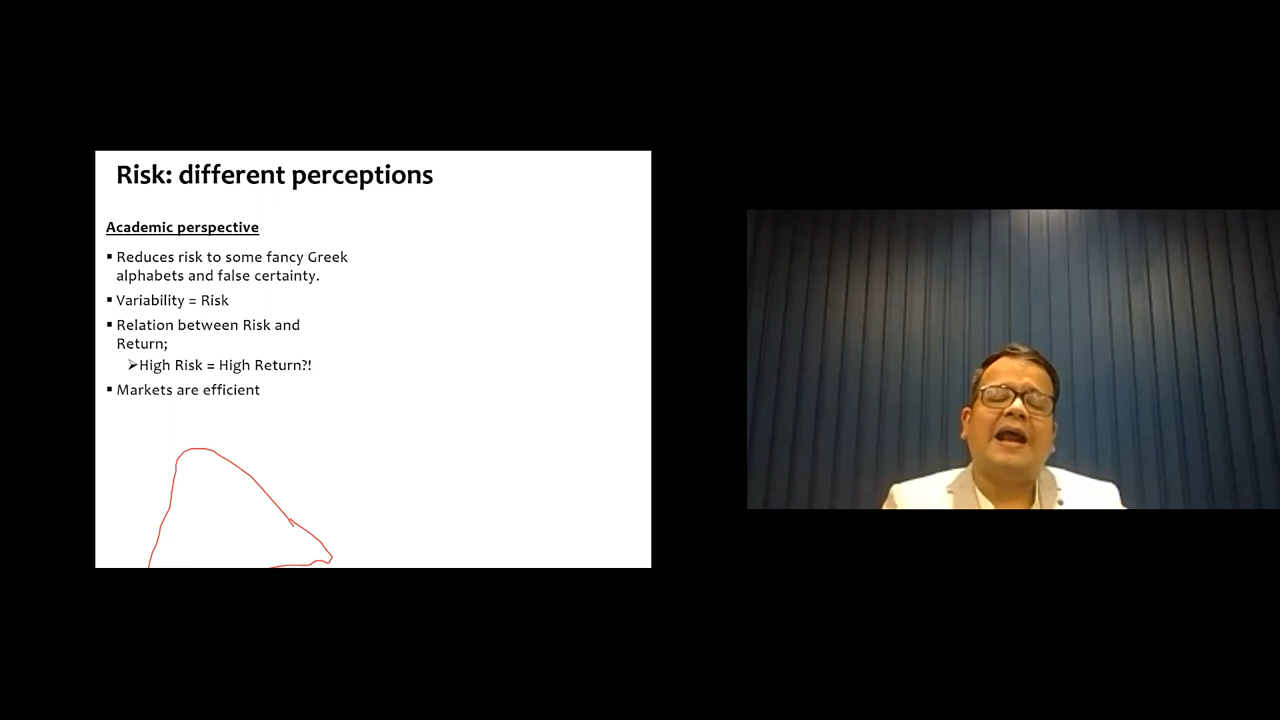 Risk: different perceptions
Academic perspective
▪ Reduces risk to some fancy Greek
alphabets and false certainty.
▪ Variability = Risk
▪ Relation between Risk and
Return;
➢High Risk = High Return?!
▪ Markets are efficient